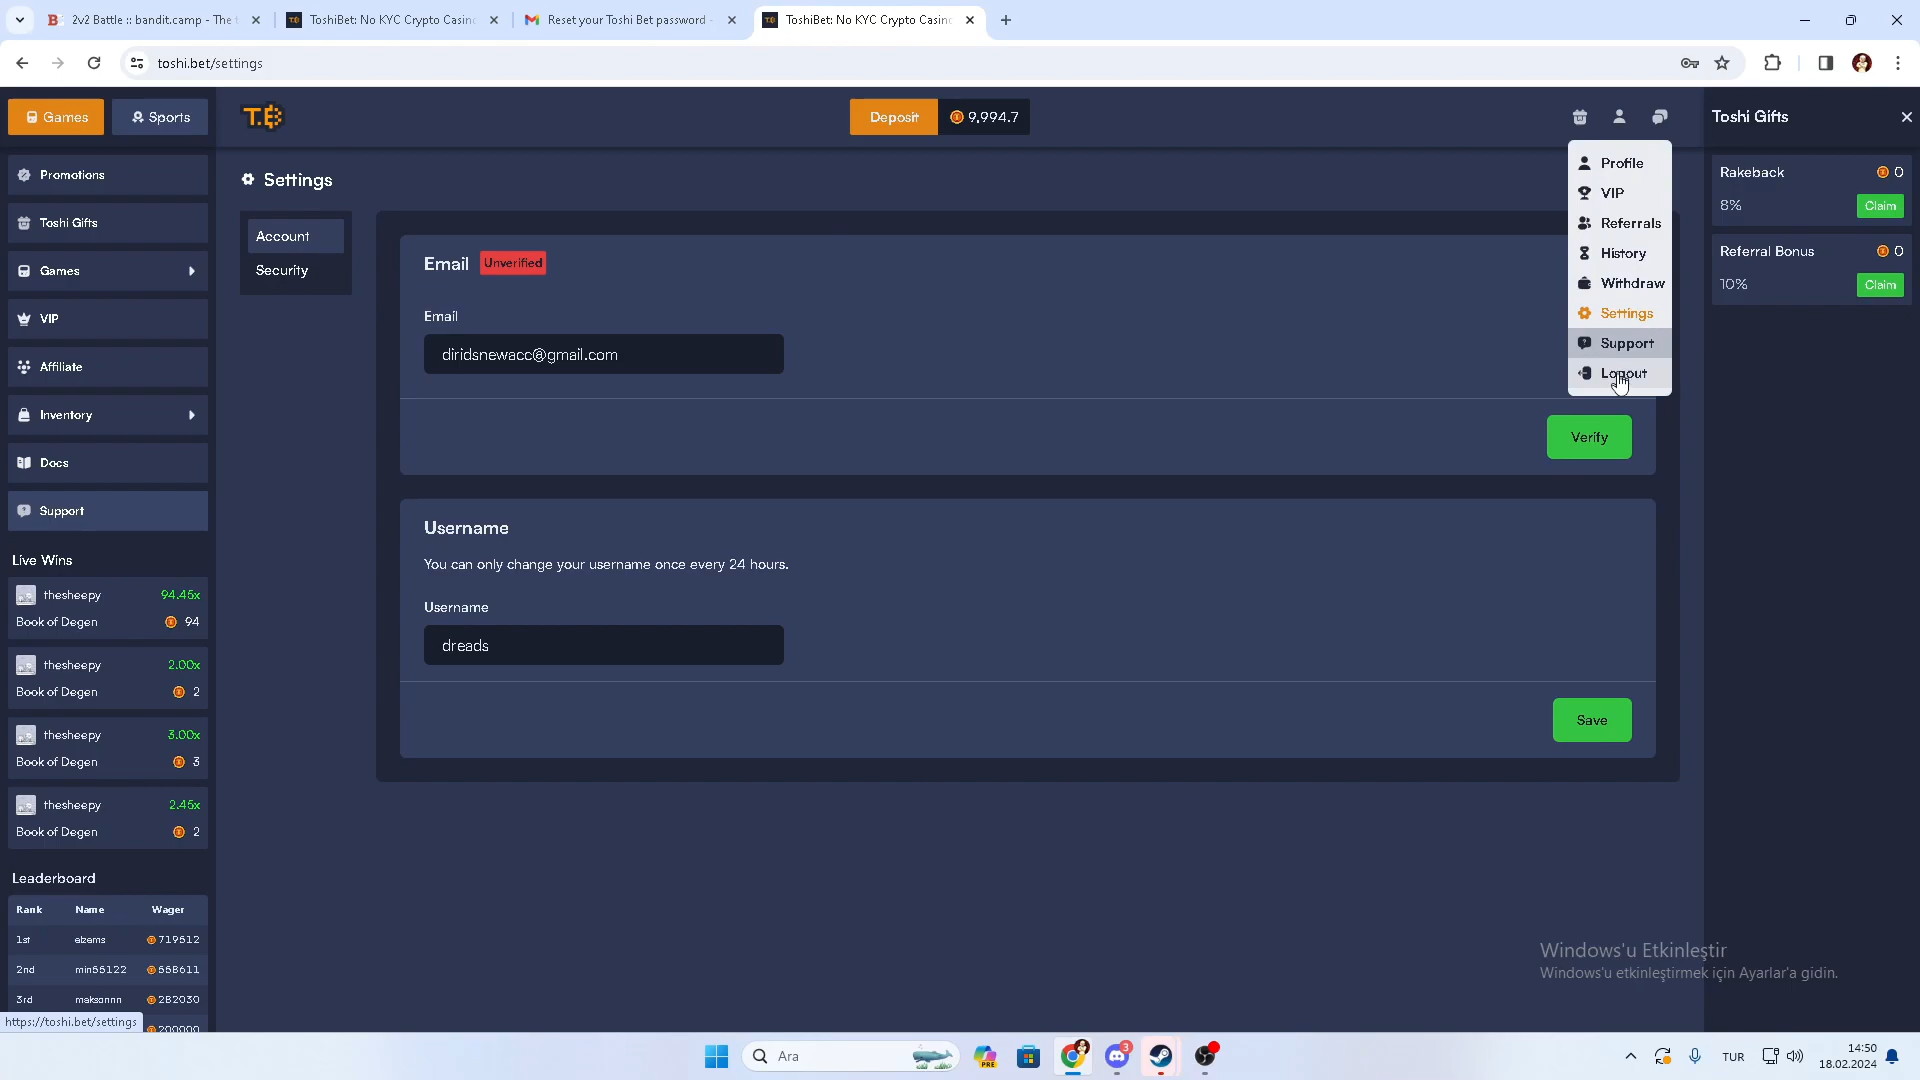 2v2 Battle :: bandit.camp - The
ToshiBet: No KYC Crypto Casin
Reset your Toshi Bet password -
ToshiBet: No KYC Crypto Casin
toshi.bet/settings
Games
Sports
T.B
Deposit
9,994.7
Toshi Gifts
Promotions
Toshi Gifts
Games
VIP
Affiliate
Inventory
Docs
Support
Live Wins
thesheepy
94.45x
Book of Degen
94
thesheepy
2.00x
Book of Degen
2
thesheepy
3.00x
Book of Degen
3
thesheepy
2.45x
Book of Degen
2
Leaderboard
Rank Name Wager
1st elzems 719612
2nd min55122 558611
3rd maksannn 282030
200000
https://toshi.bet/settings
Settings
Account
Security
Email Unverified
Email
diridsnewacc@gmail.com
Verify
Username
You can only change your username once every 24 hours.
Username
dreads
Save
Profile
VIP
Referrals
History
Withdraw
Settings
Support
Logout
Rakeback
0
8%
Claim
Referral Bonus
0
10%
Claim
Windows'u Etkinleştir
Windows'u etkinleştirmek için Ayarlar'a gidin.
Ara
PRE
3
TUR
14:50
18.02.2024